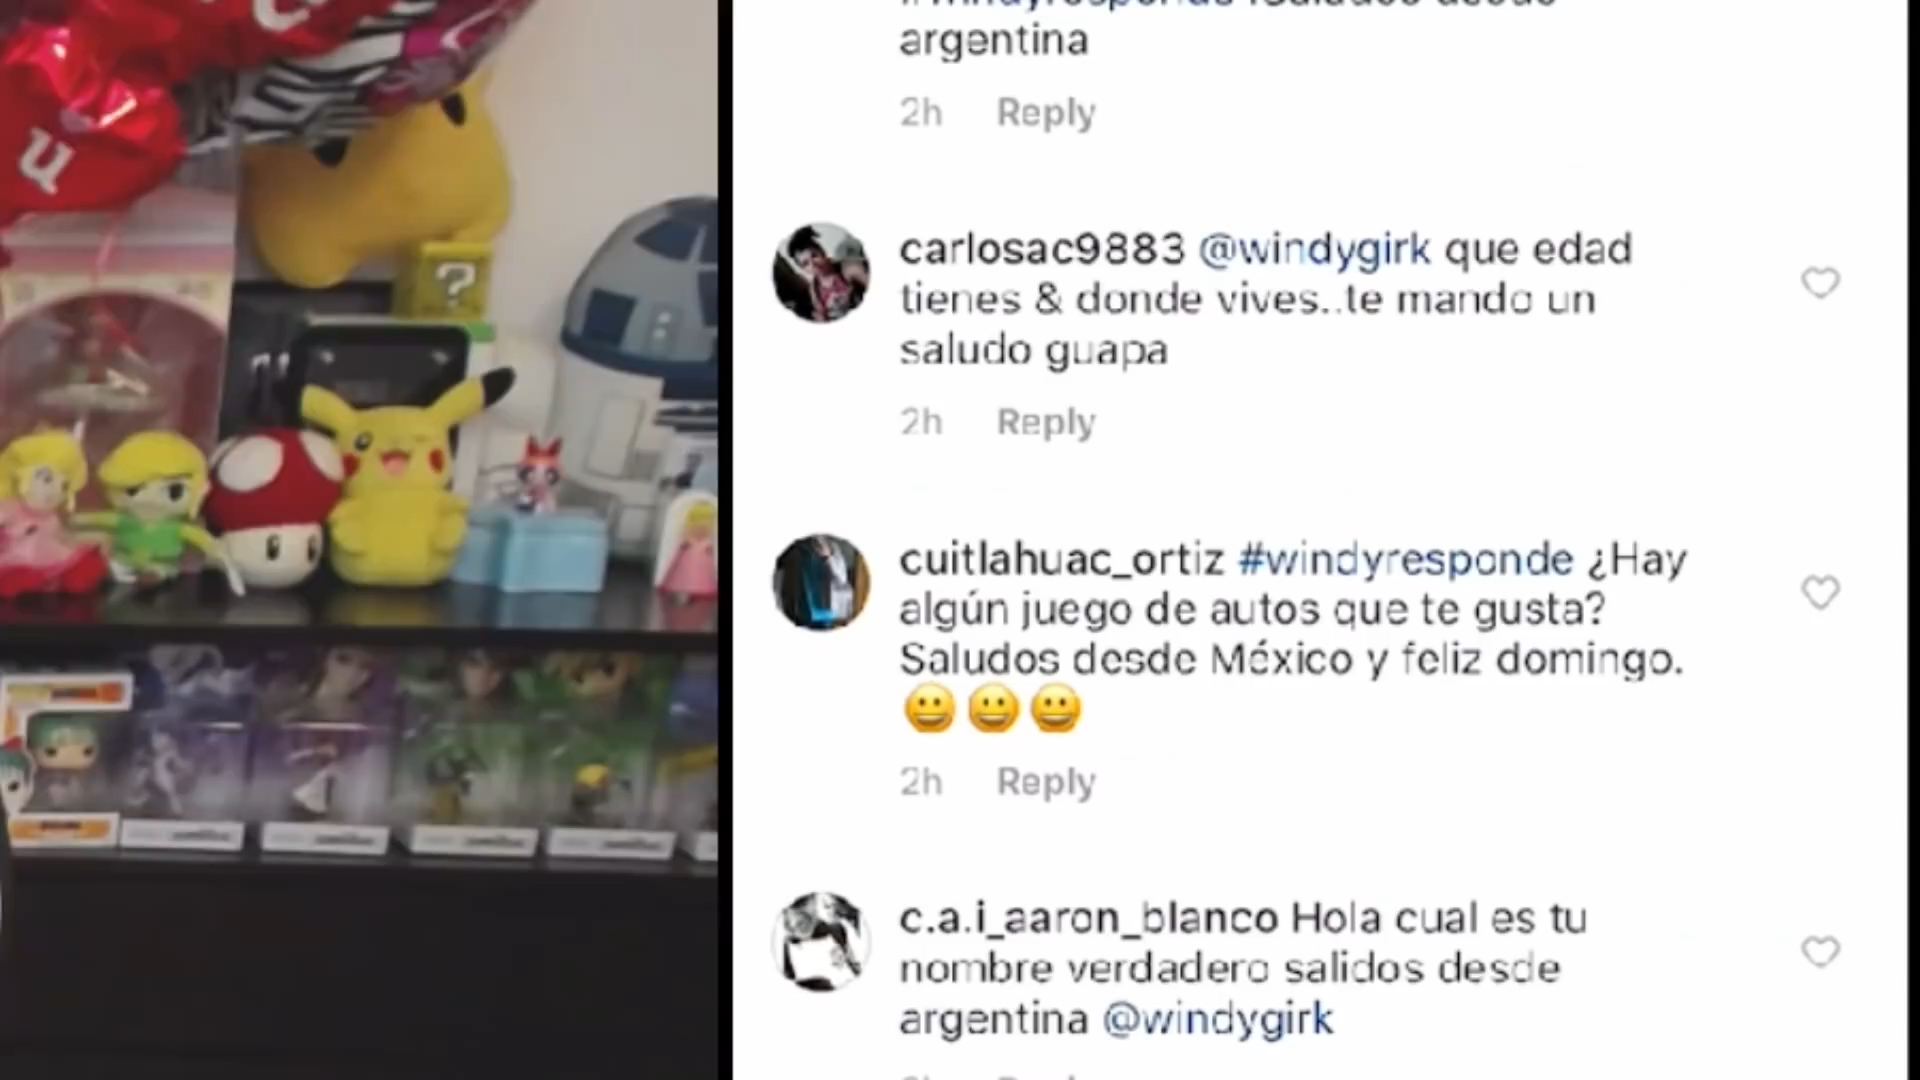 u
?
argentina
2h Reply
carlosac9883 @windygirk que edad
tienes & donde vives..te mando un
saludo guapa
2h Reply
cuitlahuac_ortiz #windyresponde ¿Hay
algún juego de autos que te gusta?
Saludos desde México y feliz domingo.
😀 😀 😀
2h Reply
c.a.i_aaron_blanco Hola cual es tu
nombre verdadero salidos desde
argentina @windygirk